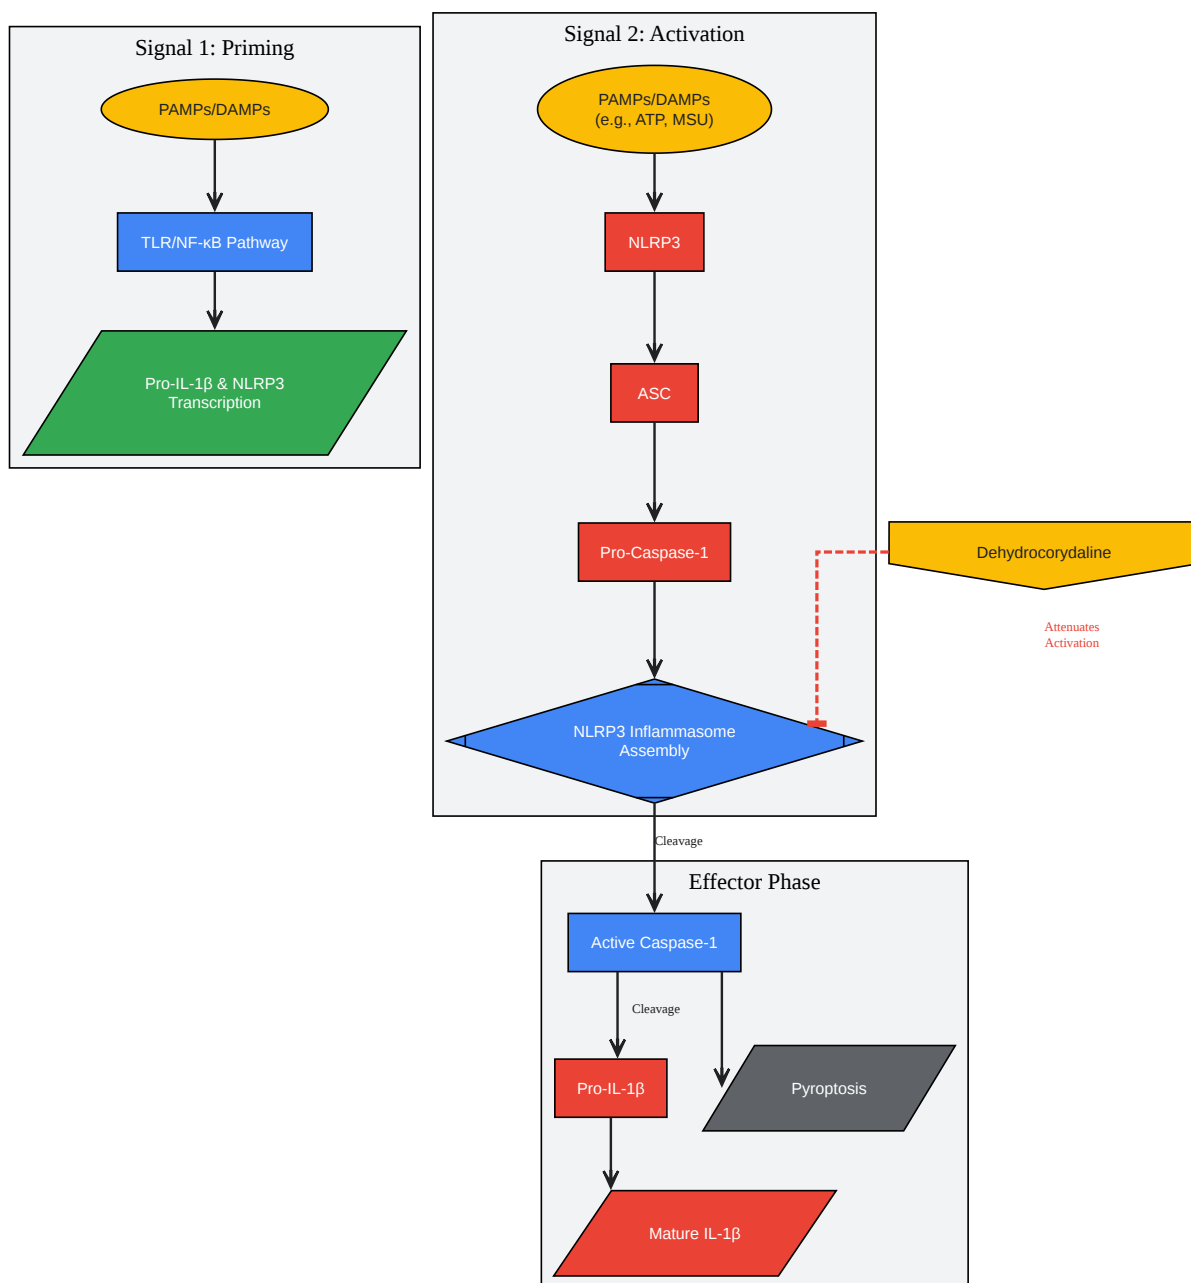 Signal 1: Priming
PAMPs/DAMPs
TLR/NF-κB Pathway
Pro-IL-1β & NLRP3
Transcription
Signal 2: Activation
PAMPs/DAMPs
(e.g., ATP, MSU)
NLRP3
ASC
Pro-Caspase-1
NLRP3 Inflammasome
Assembly
Dehydrocorydaline
Attenuates
Activation
Cleavage
Effector Phase
Active Caspase-1
Cleavage
Pro-IL-1β
Pyroptosis
Mature IL-1β